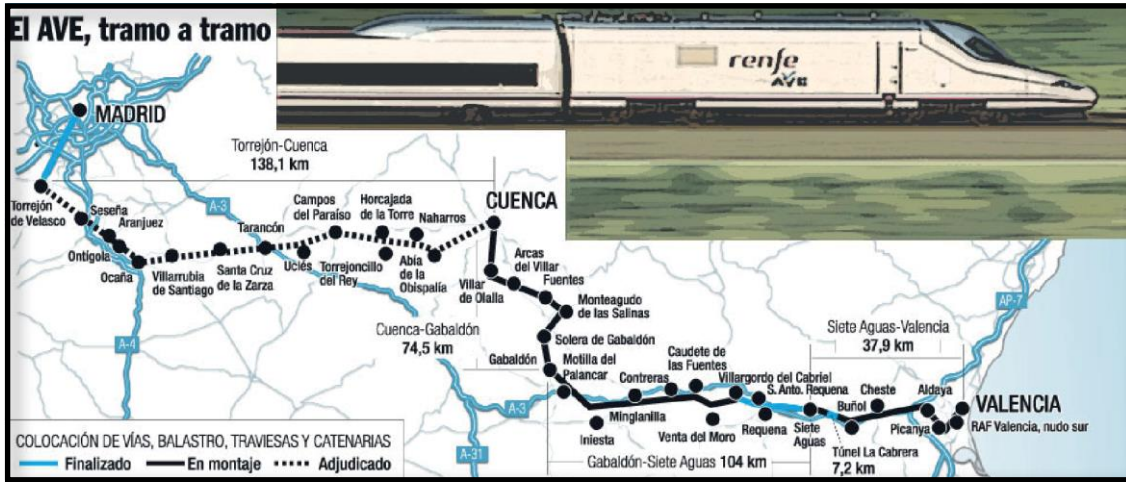 El AVE, tramo a tramo
renfe
AVE
MADRID
Torrejón-Cuenca
138,1 km
CUENCA
A-3
Torrejón
de Velasco
Seseña
Aranjuez
Ontígola
Ocaña
Villarrubia
de Santiago
Santa Cruz
de la Zarza
Tarancón
Uclés
Campos
del Paraíso
Torrejoncillo
del Rey
Horcajada
de la Torre
Abía
de la
Obispalía
Naharros
Villar
de Olalla
Arcas
del Villar
Fuentes
Monteagudo
de las Salinas
Solera de Gabaldón
Cuenca-Gabaldón
74,5 km
Gabaldón
Motilla del
Palancar
A-4
A-3
A-31
AP-7
Iniesta
Minglanilla
Contreras
Caudete de
las Fuentes
Venta del Moro
Villargordo del Cabriel
S. Anto. Requena
Requena
Siete
Aguas
Siete Aguas-Valencia
37,9 km
Buñol
Cheste
Aldaya
Picanya
VALENCIA
RAF Valencia, nudo sur
Túnel La Cabrera
7,2 km
Gabaldón-Siete Aguas 104 km
COLOCACIÓN DE VÍAS, BALASTRO, TRAVIESAS Y CATENARIAS
Finalizado
En montaje
Adjudicado